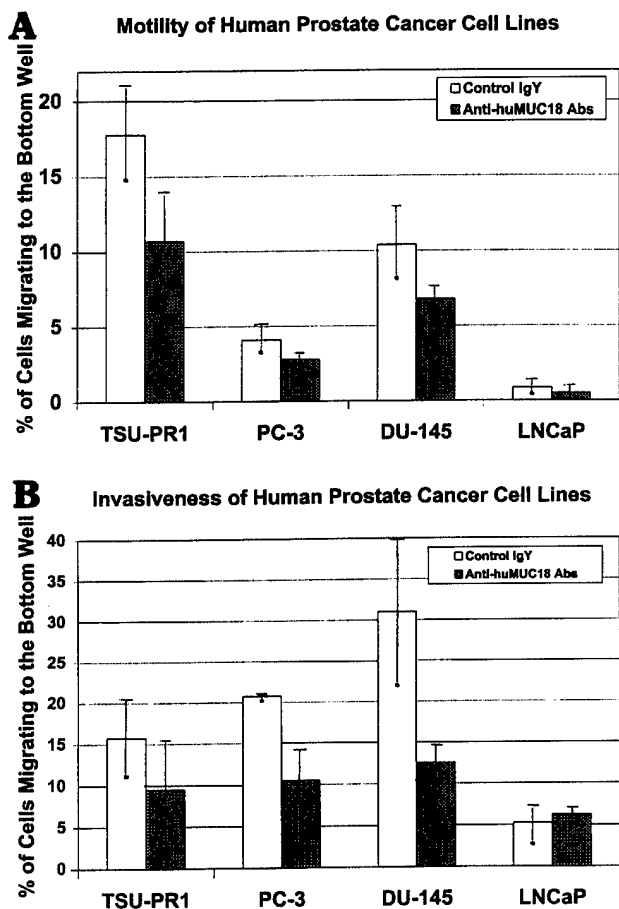 A
Motility of Human Prostate Cancer Cell Lines
% of Cells Migrating to the Bottom Well
20
15
10
5
0
Control IgY
Anti-huMUC18 Abs
TSU-PR1 PC-3 DU-145 LNCaP
B
Invasiveness of Human Prostate Cancer Cell Lines
% of Cells Migrating to the Bottom Well
40
35
30
25
20
15
10
5
0
Control IgY
Anti-huMUC18 Abs
TSU-PR1 PC-3 DU-145 LNCaP